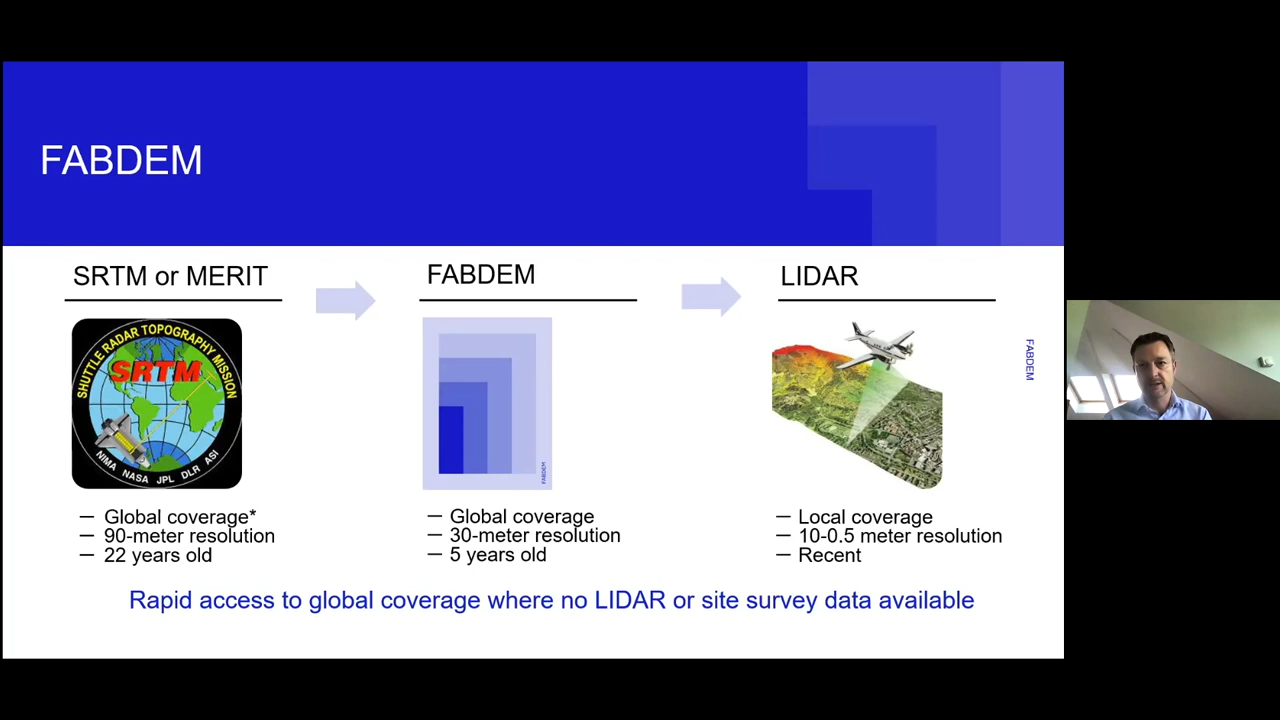 FABDEM
SRTM or MERIT
SHUTTLE RADAR TOPOGRAPHY MISSION
SRTM
NIMA NASA JPL DLR ASI
— Global coverage*
— 90-meter resolution
— 22 years old
FABDEM
FABDEM
— Global coverage
— 30-meter resolution
— 5 years old
LIDAR
— Local coverage
— 10-0.5 meter resolution
— Recent
FABDEM
Rapid access to global coverage where no LIDAR or site survey data available